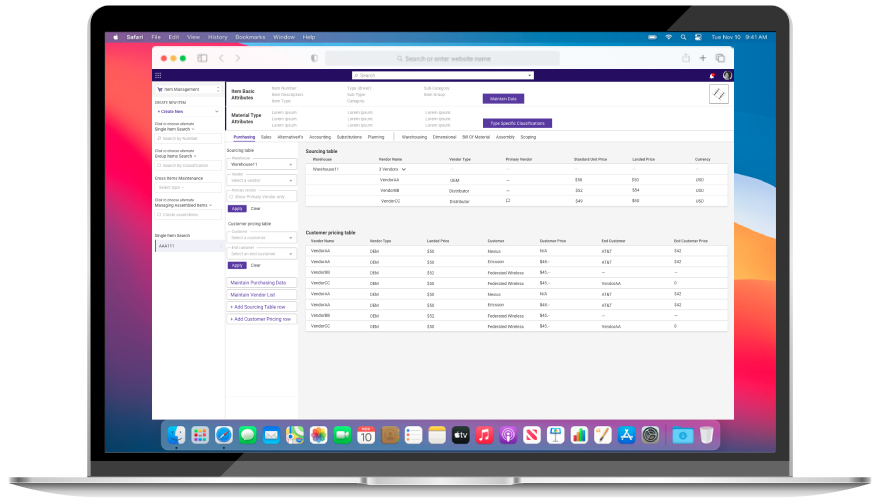 Safari File Edit View History Bookmarks Window Help
Tue Nov 10 9:41 AM
Search or enter website name
Search
Item Management
CREATE NEW ITEM
+ Create New
Click to choose alternate
Single Item Search
Search by Number
Click to choose alternate
Group Items Search
Search by Classification
Cross Items Maintenance
Select type
Click to choose alternate
Managing Assembled Items
Create assemblies
Single Item Search
AAA111
Item Basic Attributes
Item Number
Item Description
Item Type
Type (driver)
Sub Type
Category
Sub Category
Item Group
Maintain Data
Material Type Attributes
Lorem ipsum Lorem ipsum Lorem ipsum
Lorem ipsum Lorem ipsum Lorem ipsum
Lorem ipsum Lorem ipsum Lorem ipsum
Type Specific Classifications
Purchasing Sales Alternative/s Accounting Substitutions Planning Warehousing Dimensional Bill Of Material Assembly Scoping
Sourcing table
Warehouse
Warehouse11
Vendor
Select a vendor
Primary vendor
Show Primary Vendor only
Apply Clear
Customer pricing table
Customer
Select a customer
End customer
Select an end customer
Apply Clear
Maintain Purchasing Data
Maintain Vendor List
+ Add Sourcing Table row
+ Add Customer Pricing row
Sourcing table
Warehouse Vendor Name Vendor Type Primary Vendor Standard Unit Price Landed Price Currency
Warehouse11 3 Vendors
VendorAA OEM -- $58 $50 USD
VendorBB Distributor -- $52 $54 USD
VendorCC Distributor $49 $60 USD
Customer pricing table
Vendor Name Vendor Type Landed Price Customer Customer Price End Customer End Customer Price
VendorAA OEM $50 Nexius N/A AT&T $42
VendorAA OEM $50 Ericsson $46.- AT&T $42
VendorBB OEM $52 Federated Wireless $45.- -- --
VendorCC OEM $50 Federated Wireless $45.- VendorAA 0
VendorAA OEM $50 Nexius N/A AT&T $42
VendorAA OEM $50 Ericsson $46.- AT&T $42
VendorBB OEM $52 Federated Wireless $45.- -- --
VendorCC OEM $50 Federated Wireless $45.- VendorAA 0
10
tv